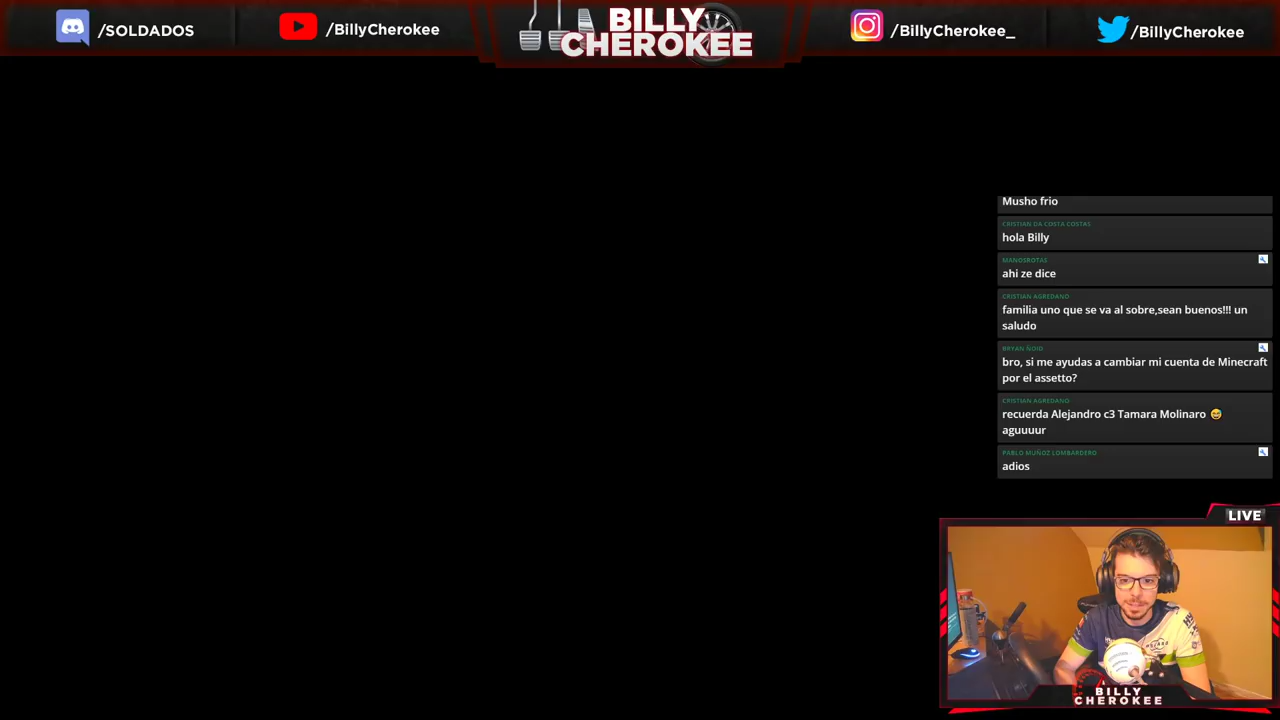 /SOLDADOS
/BillyCherokee
BILLY
CHEROKEE
/BillyCherokee_
/BillyCherokee
Musho frio
CRISTIAN DA COSTA COSTAS
hola Billy
MANOSROTAS
ahi ze dice
CRISTIAN AGREDANO
familia uno que se va al sobre,sean buenos!!! un
saludo
BRYAN ÑOIO
bro, si me ayudas a cambiar mi cuenta de Minecraft
por el assetto?
CRISTIAN AGREDANO
recuerda Alejandro c3 Tamara Molinaro 😅
aguuuur
PABLO MUÑOZ LOMBARDERO
adios
LIVE
BILLY
CHEROKEE